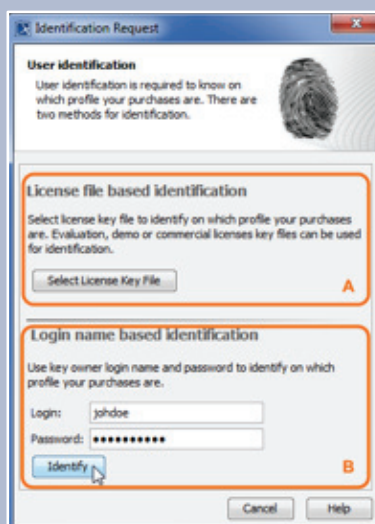 Identification Request
User identification
User identification is required to know on
which profile your purchases are. There are
two methods for identification.
License file based identification
Select license key file to identify on which profile your purchases
are. Evaluation, demo or commercial licenses key files can be used
for identification.
Select License Key File
A
Login name based identification
Use key owner login name and password to identify on which
profile your purchases are.
Login: johdoe
Password: ••••••••••
Identify
B
Cancel Help